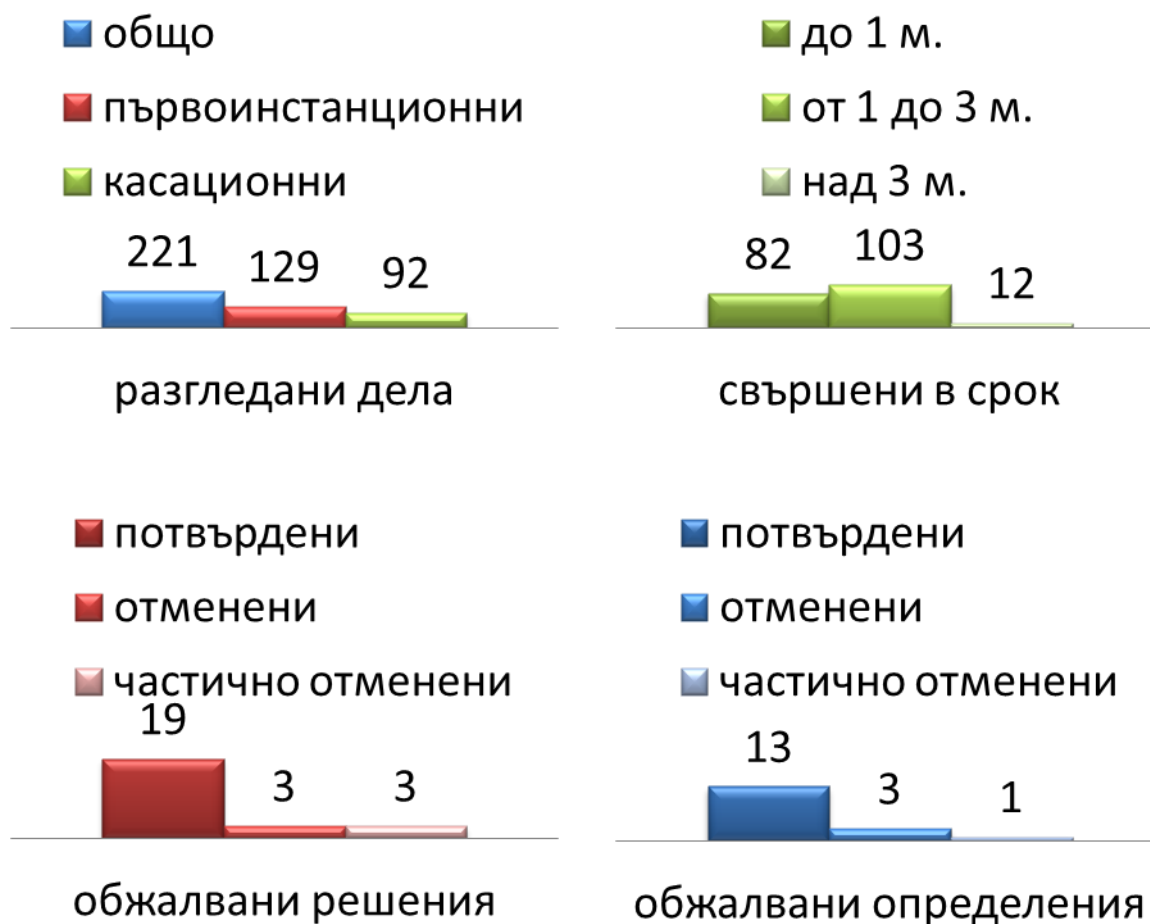 общо
първоинстанционни
касационни
221 129 92
разгледани дела
до 1 м.
от 1 до 3 м.
над 3 м.
82 103 12
свършени в срок
потвърдени
отменени
частично отменени
19 3 3
обжалвани решения
потвърдени
отменени
частично отменени
13 3 1
обжалвани определения